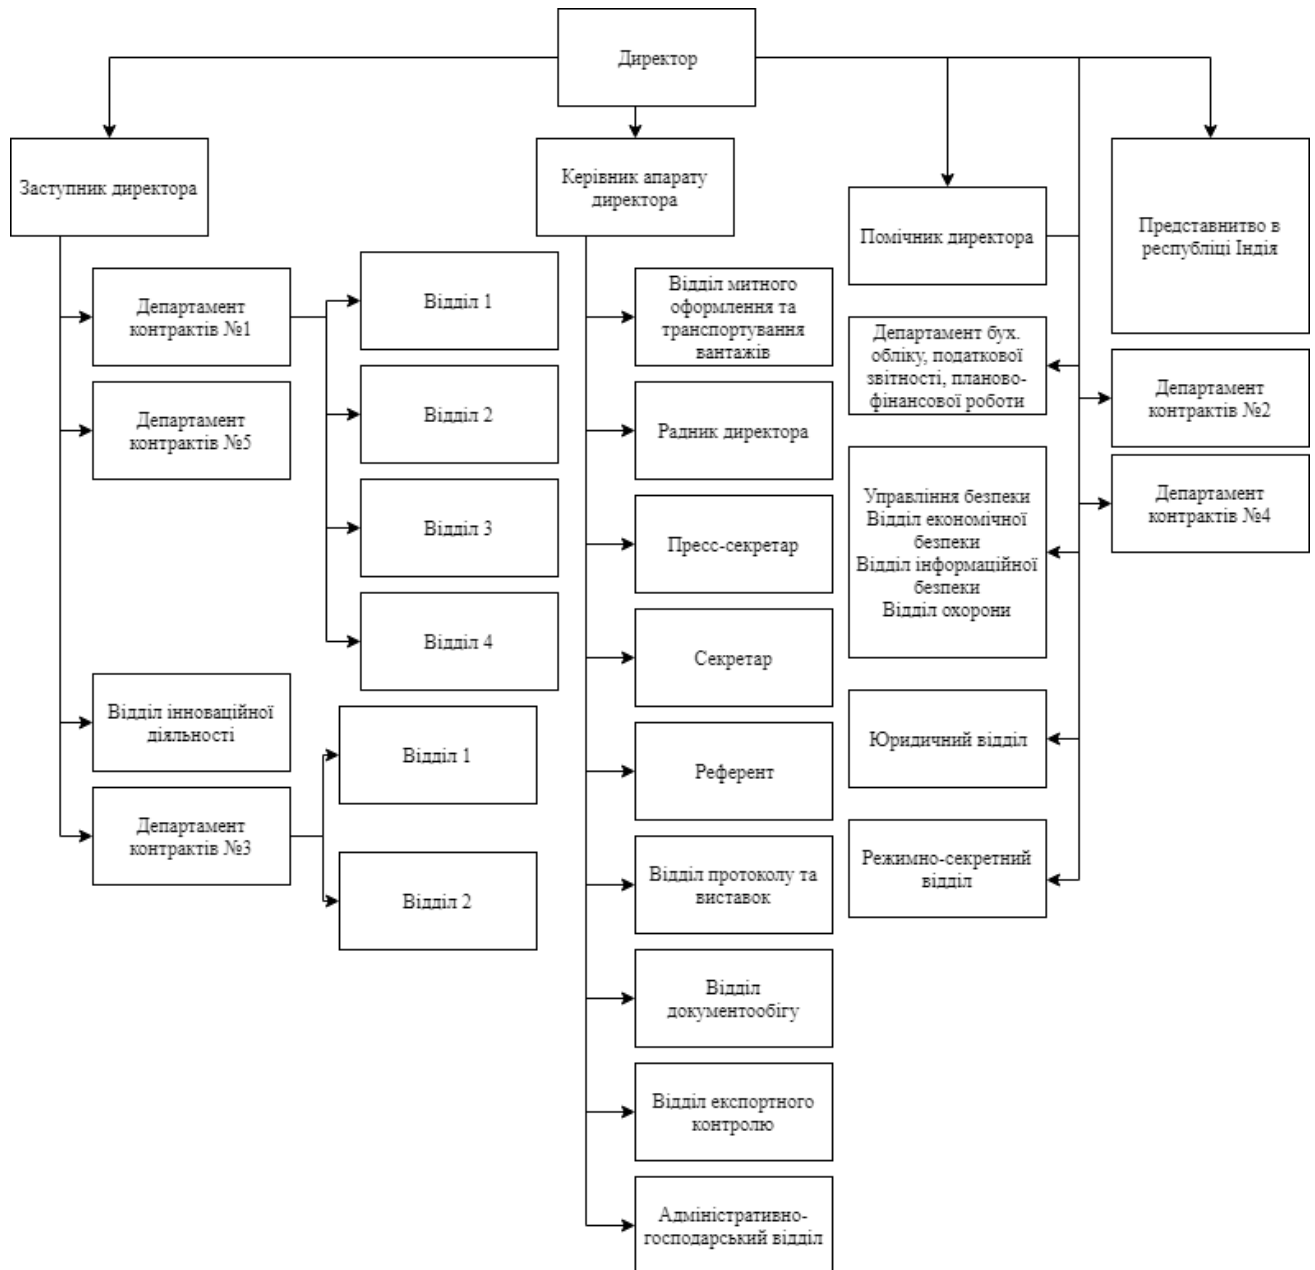 Директор
Заступник директора
Керівник апарату
директора
Помічник директора
Представнитво в
республіці Індія
Департамент
контрактів №1
Департамент
контрактів №5
Відділ інноваційної
діяльності
Департамент
контрактів №3
Відділ 1
Відділ 2
Відділ 3
Відділ 4
Відділ 1
Відділ 2
Відділ митного
оформлення та
транспортування
вантажів
Радник директора
Пресс-секретар
Секретар
Референт
Відділ протоколу та
виставок
Відділ
документообігу
Відділ експортного
контролю
Адміністративно-
господарський відділ
Департамент бух.
обліку, податкової
звітності, планово-
фінансової роботи
Управління безпеки
Відділ економічної
безпеки
Відділ інформаційної
безпеки
Відділ охорони
Юридичний відділ
Режимно-секретний
відділ
Департамент
контрактів №2
Департамент
контрактів №4